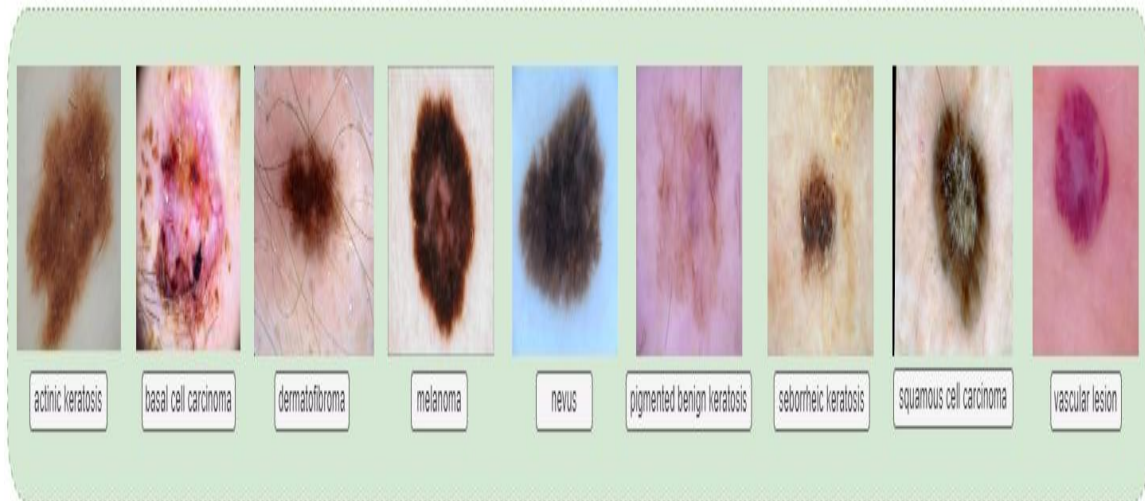 actinic keratosis
basal cell carcinoma
dermatofibroma
melanoma
nevus
pigmented benign keratosis
seborrheic keratosis
squamous cell carcinoma
vascular lesion